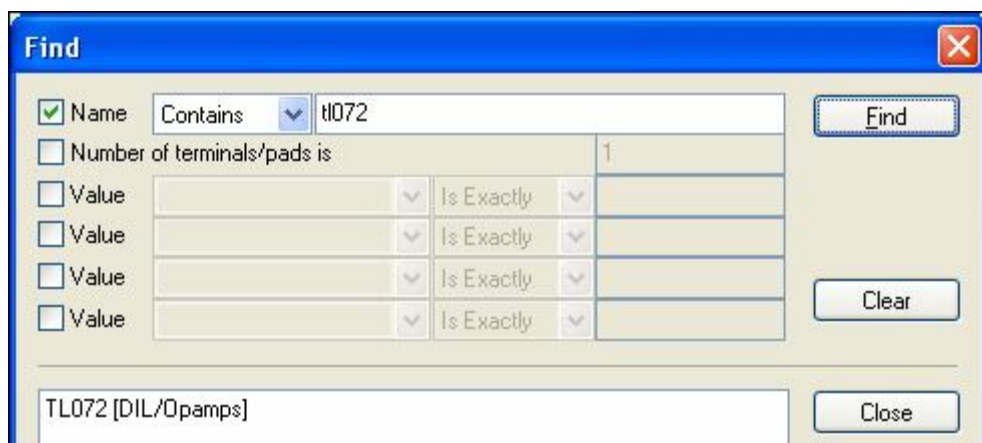 Find
Name Contains tl072 Find
Number of terminals/pads is 1
Value Is Exactly
Value Is Exactly
Value Is Exactly
Value Is Exactly
Clear
TL072 [DIL/Opamps] Close